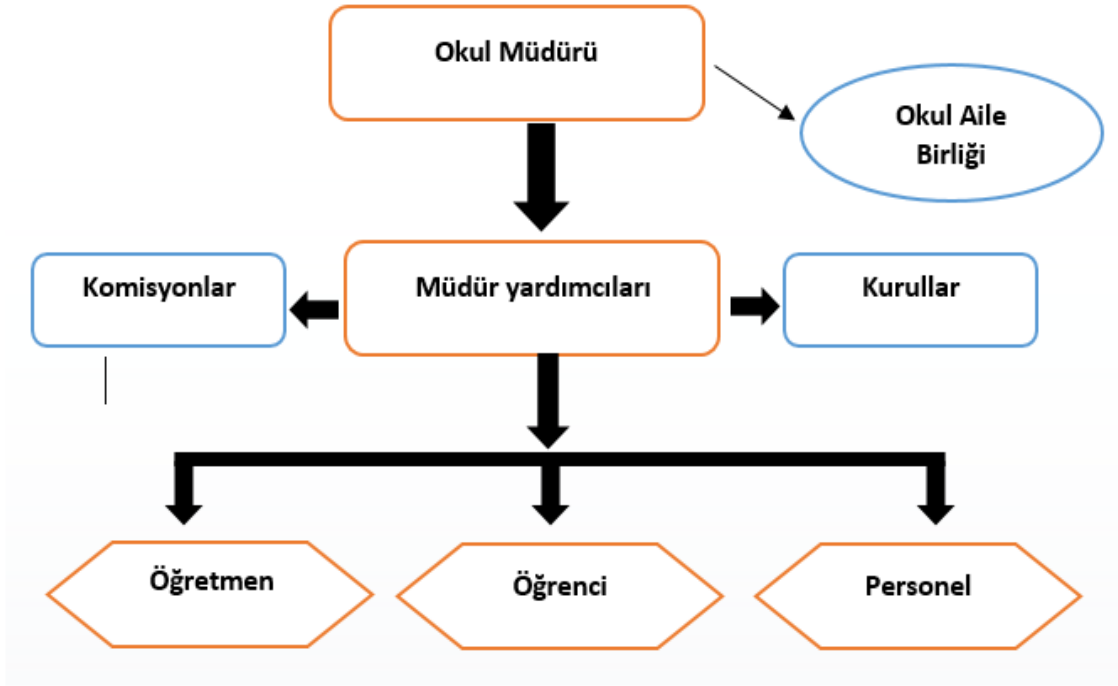 Okul Müdürü
Okul Aile
Birliği
Komisyonlar
Müdür yardımcıları
Kurullar
Öğretmen
Öğrenci
Personel